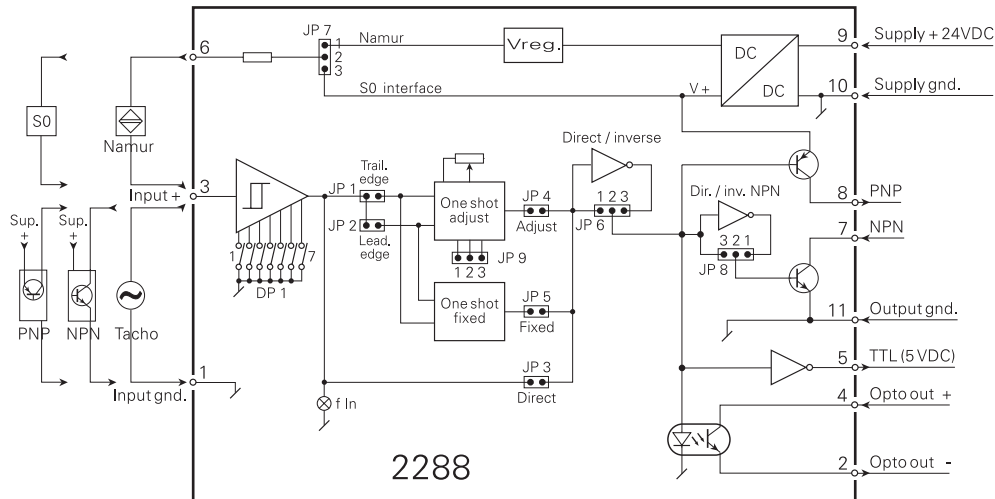 JP 7
6
1
2
3
Namur
Vreg.
DC
DC
9
Supply + 24VDC
S0 interface
V +
10
Supply gnd.
S0
Namur
Direct / inverse
Input +
3
Trail.
edge
JP 1
JP 2
Lead.
edge
One shot
adjust
JP 4
Adjust
1 2 3
JP 6
Dir. / inv. NPN
8
PNP
7
NPN
Sup.
+
Sup.
+
1
7
DP 1
1 2 3
JP 9
3 2 1
JP 8
One shot
fixed
JP 5
Fixed
PNP
NPN
Tacho
11
Output gnd.
1
Input gnd.
JP 3
Direct
5
TTL (5 VDC)
f In
4
Opto out +
2288
2
Opto out -